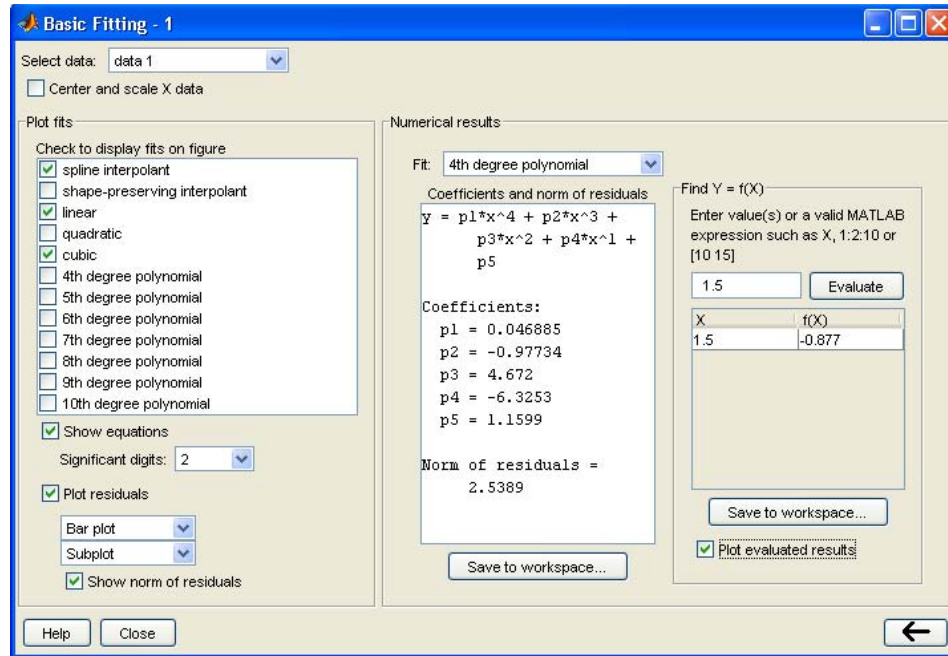 Basic Fitting - 1
Select data: data 1
Center and scale X data
Plot fits
Check to display fits on figure
spline interpolant
shape-preserving interpolant
linear
quadratic
cubic
4th degree polynomial
5th degree polynomial
6th degree polynomial
7th degree polynomial
8th degree polynomial
9th degree polynomial
10th degree polynomial
Show equations
Significant digits: 2
Plot residuals
Bar plot
Subplot
Show norm of residuals
Numerical results
Fit: 4th degree polynomial
Coefficients and norm of residuals
y = p1*x^4 + p2*x^3 +
p3*x^2 + p4*x^1 +
p5
Coefficients:
p1 = 0.046885
p2 = -0.97734
p3 = 4.672
p4 = -6.3253
p5 = 1.1599
Norm of residuals =
2.5389
Save to workspace...
Find Y = f(X)
Enter value(s) or a valid MATLAB
expression such as X, 1:2:10 or
[10 15]
1.5 Evaluate
X f(X)
1.5 -0.877
Save to workspace...
Plot evaluated results
Help Close